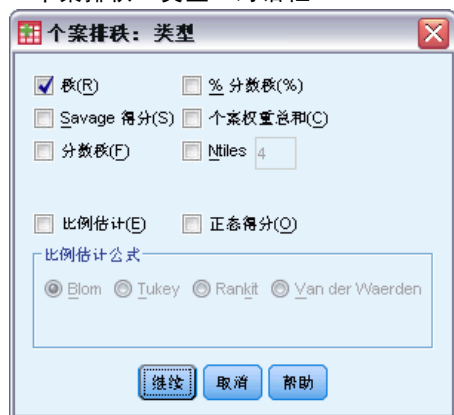 个案排秩：类型
秩(R) % 分数秩(%)
Savage 得分(S) 个案权重总和(C)
分数秩(F) Ntiles 4
比例估计(E) 正态得分(O)
比例估计公式
Blom Tukey Rankit Van der Waerden
继续 取消 帮助